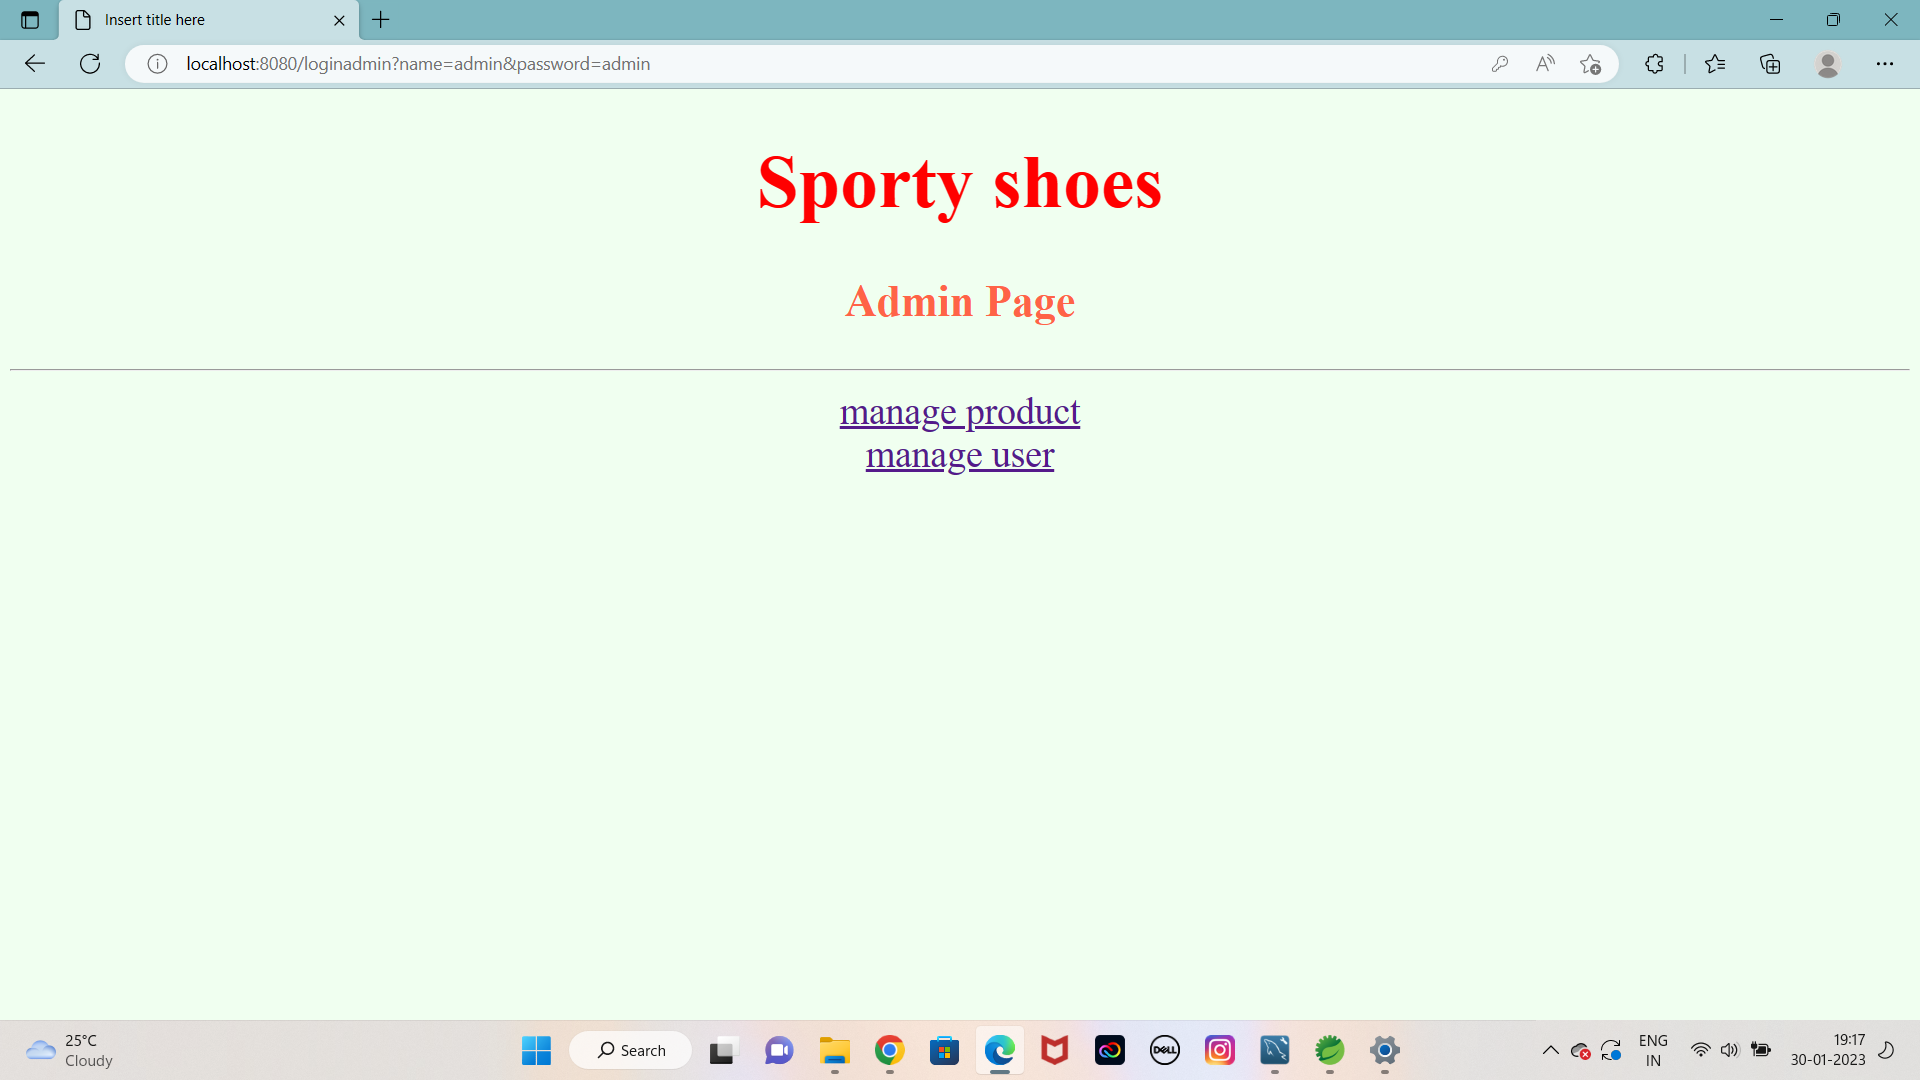 Insert title here
localhost:8080/loginadmin?name=admin&password=admin
Sporty shoes
Admin Page
manage product
manage user
25°C
Cloudy
Search
DELL
ENG
IN
19:17
30-01-2023